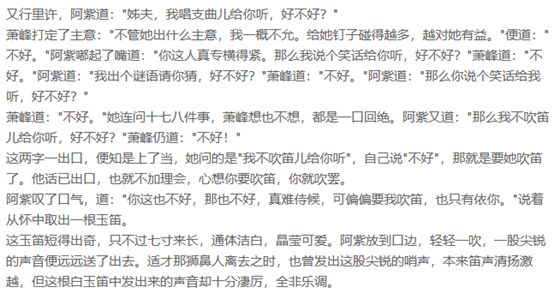 又行里许，阿紫道："姊夫，我唱支曲儿给你听，好不好？"
萧峰打定了主意："不管她出什么主意，我一概不允。给她钉子碰得越多，越对她有益。"便道："
不好。"阿紫嘟起了嘴道："你这人真专横得紧。那么我说个笑话给你听，好不好？"萧峰道："不
好。"阿紫道："我出个谜语请你猜，好不好？"萧峰道："不好。"阿紫道："那么你说个笑话给我
听，好不好？"
萧峰道："不好。"她连问十七八件事，萧峰想也不想，都是一口回绝。阿紫又道："那么我不吹笛
儿给你听，好不好？"萧峰仍道："不好！"
这两字一出口，便知是上了当，她问的是"我不吹笛儿给你听"，自己说"不好"，那就是要她吹笛
了。他话已出口，也就不加理会，心想你要吹笛，你就吹罢。
阿紫叹了口气，道："你这也不好，那也不好，真难侍候，可偏偏要我吹笛，也只有依你。"说着
从怀中取出一根玉笛。
这玉笛短得出奇，只不过七寸来长，通体洁白，晶莹可爱。阿紫放到口边，轻轻一吹，一股尖锐
的声音便远远送了出去。适才那狮鼻人离去之时，也曾发出这般尖锐的哨声，本来笛声清扬激
越，但这根白玉笛中发出来的声音却十分凄厉，全非乐调。